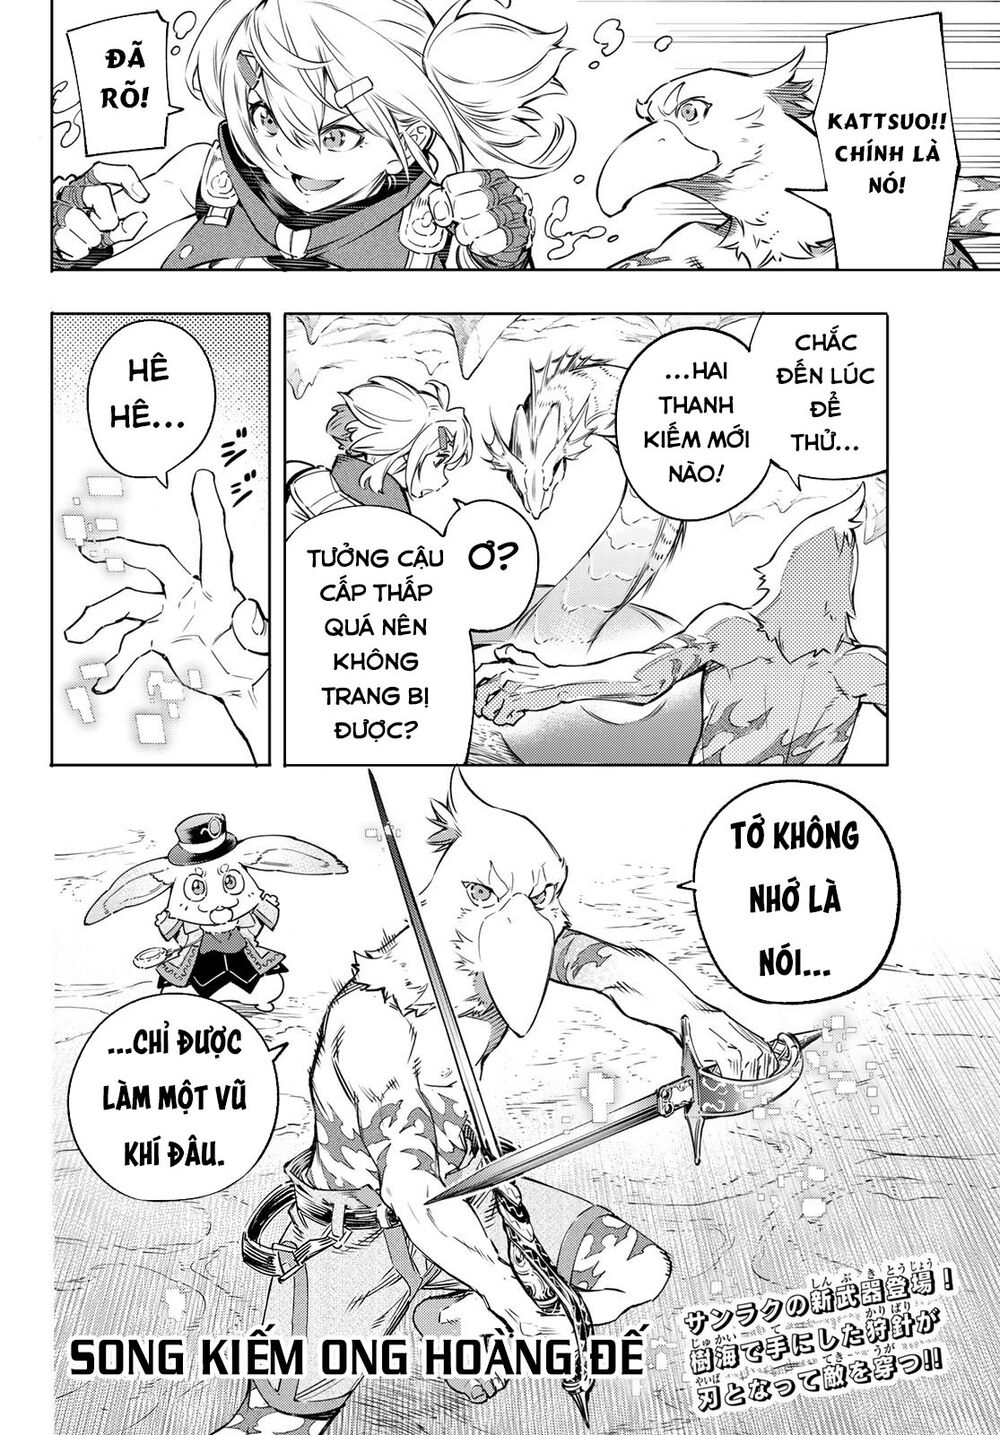 KATTSUO!!
CHÍNH LÀ
NÓ!
ĐÃ
RÕ!
CHẮC
ĐẾN LÚC
ĐỂ
THỬ...
...HAI
THANH
KIẾM MỚI
NÀO!
Ơ?
TƯỞNG CẬU
CẤP THẤP
QUÁ NÊN
KHÔNG
TRANG BỊ
ĐƯỢC?
HÊ
HÊ...
TỚ KHÔNG
NHỚ LÀ
NÓI...
...CHỈ ĐƯỢC
LÀM MỘT VŨ
KHÍ ĐÂU.
SONG KIẾM ONG HOÀNG ĐẾ
サンラクの新武器登場!
樹海で手にした狩針が
刃となって敵を穿つ!!